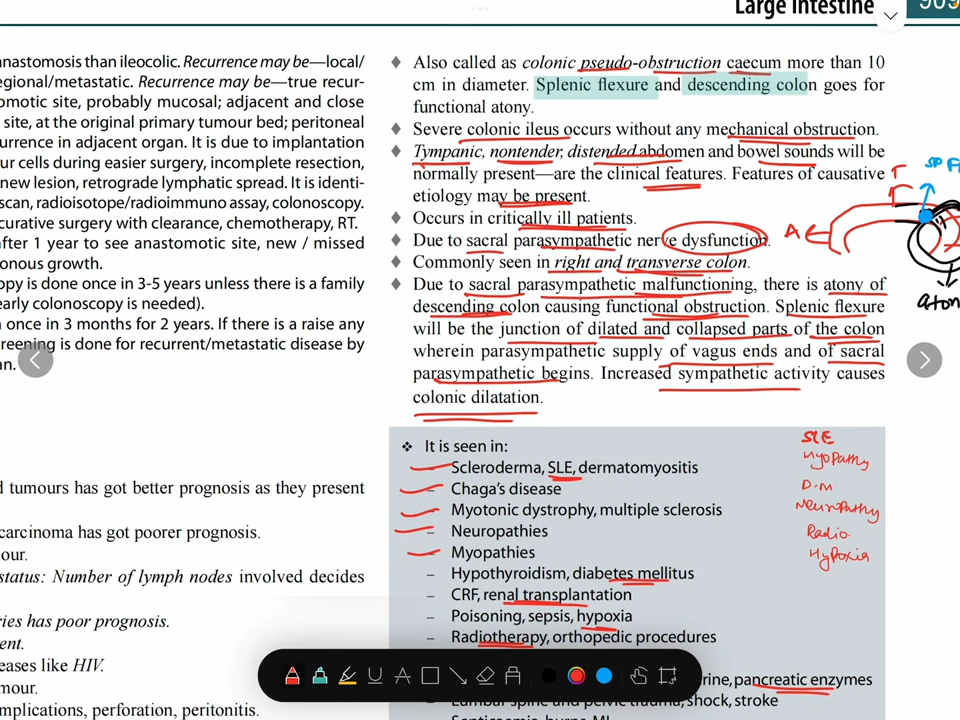 Large Intestine 909
anastomosis than ileocolic. Recurrence may be—local/
egional/metastatic. Recurrence may be—true recur-
omotic site, probably mucosal; adjacent and close
site, at the original primary tumour bed; peritoneal
urrence in adjacent organ. It is due to implantation
ur cells during easier surgery, incomplete resection,
new lesion, retrograde lymphatic spread. It is identi-
scan, radioisotope/radioimmuno assay, colonoscopy.
curative surgery with clearance, chemotherapy, RT.
after 1 year to see anastomotic site, new / missed
onous growth.
opy is done once in 3-5 years unless there is a family
early colonoscopy is needed).
once in 3 months for 2 years. If there is a raise any
reening is done for recurrent/metastatic disease by
an.
d tumours has got better prognosis as they present
carcinoma has got poorer prognosis.
our.
status: Number of lymph nodes involved decides
ries has poor prognosis.
ent.
eases like HIV.
mour.
mplications, perforation, peritonitis.
♦ Also called as colonic pseudo-obstruction caecum more than 10
cm in diameter. Splenic flexure and descending colon goes for
functional atony.
♦ Severe colonic ileus occurs without any mechanical obstruction.
♦ Tympanic, nontender, distended abdomen and bowel sounds will be
normally present—are the clinical features. Features of causative
etiology may be present.
♦ Occurs in critically ill patients.
♦ Due to sacral parasympathetic nerve dysfunction.
♦ Commonly seen in right and transverse colon.
♦ Due to sacral parasympathetic malfunctioning, there is atony of
descending colon causing functional obstruction. Splenic flexure
will be the junction of dilated and collapsed parts of the colon
wherein parasympathetic supply of vagus ends and of sacral
parasympathetic begins. Increased sympathetic activity causes
colonic dilatation.
❖ It is seen in:
– Scleroderma, SLE, dermatomyositis
– Chaga's disease
– Myotonic dystrophy, multiple sclerosis
– Neuropathies
– Myopathies
– Hypothyroidism, diabetes mellitus
– CRF, renal transplantation
– Poisoning, sepsis, hypoxia
– Radiotherapy, orthopedic procedures
rine, pancreatic enzymes
Lumbar spine and pelvic trauma, shock, stroke
Septicaemia, burns, MI
SLE
Myopathy
D.M
Neuropathy
Radio.
Hypoxia
T
A
SP F
aton